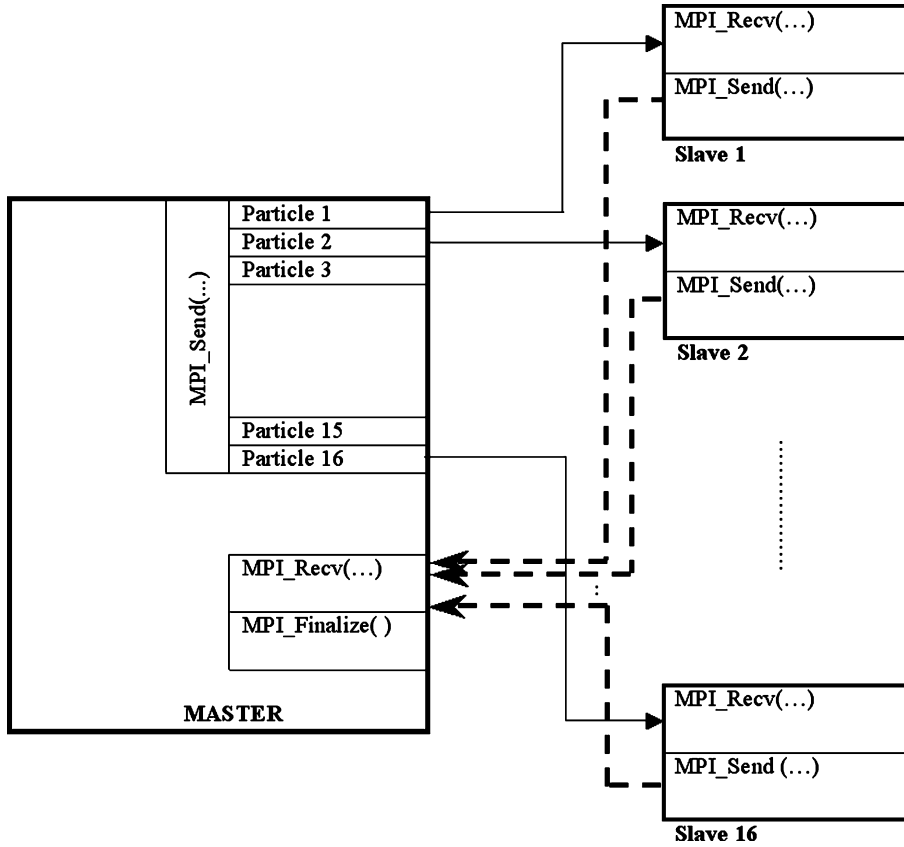 MPI_Recv(…)
MPI_Send(…)
Slave 1
MPI_Send(...)
Particle 1
Particle 2
Particle 3
Particle 15
Particle 16
MPI_Recv(…)
MPI_Finalize( )
MASTER
MPI_Recv(…)
MPI_Send(…)
Slave 2
MPI_Recv(…)
MPI_Send (…)
Slave 16